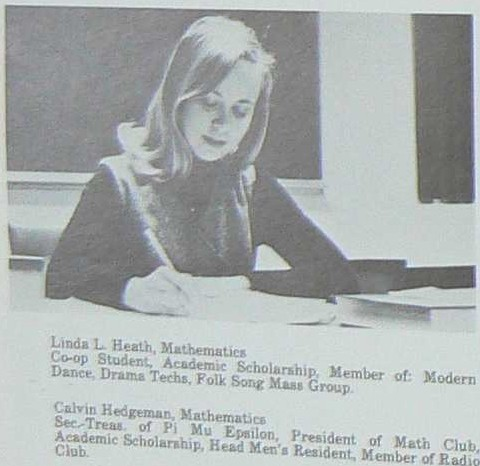 Linda L. Heath, Mathematics
Co-op Student, Academic Scholarship, Member of: Modern
Dance, Drama Techs, Folk Song Mass Group.
Calvin Hedgeman, Mathematics
Sec.-Treas. of Pi Mu Epsilon, President of Math Club,
Academic Scholarship, Head Men's Resident, Member of Radio
Club.